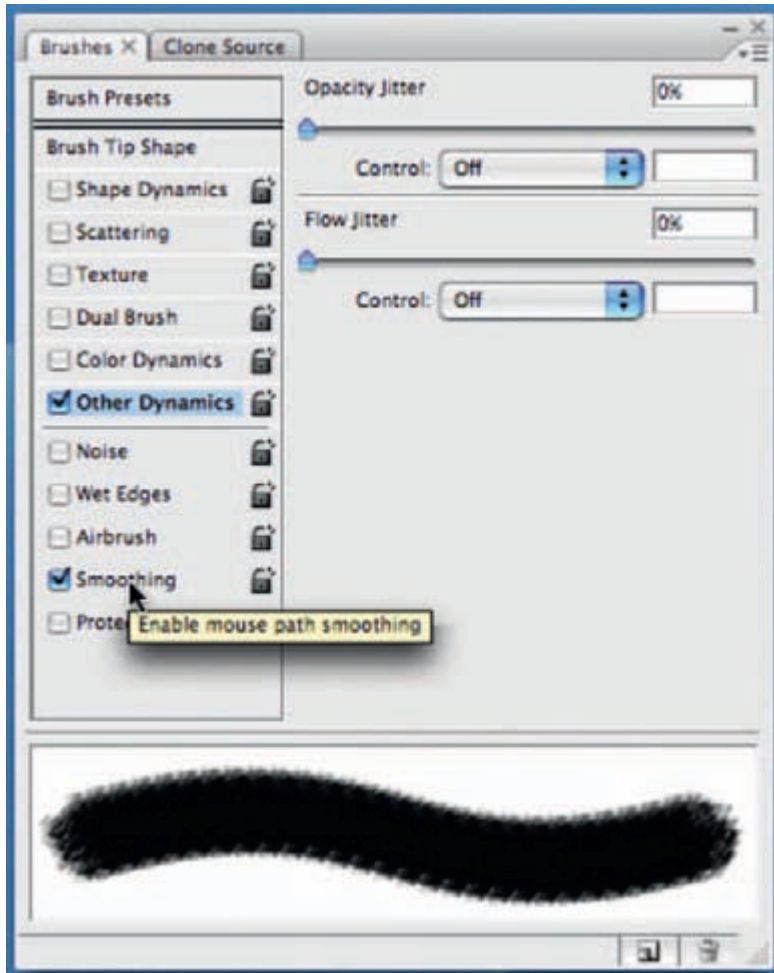 Brushes × Clone Source
Brush Presets
Brush Tip Shape
Shape Dynamics
Scattering
Texture
Dual Brush
Color Dynamics
Other Dynamics
Noise
Wet Edges
Airbrush
Smoothing
Enable mouse path smoothing
Opacity Jitter 0%
Control: Off
Flow Jitter 0%
Control: Off